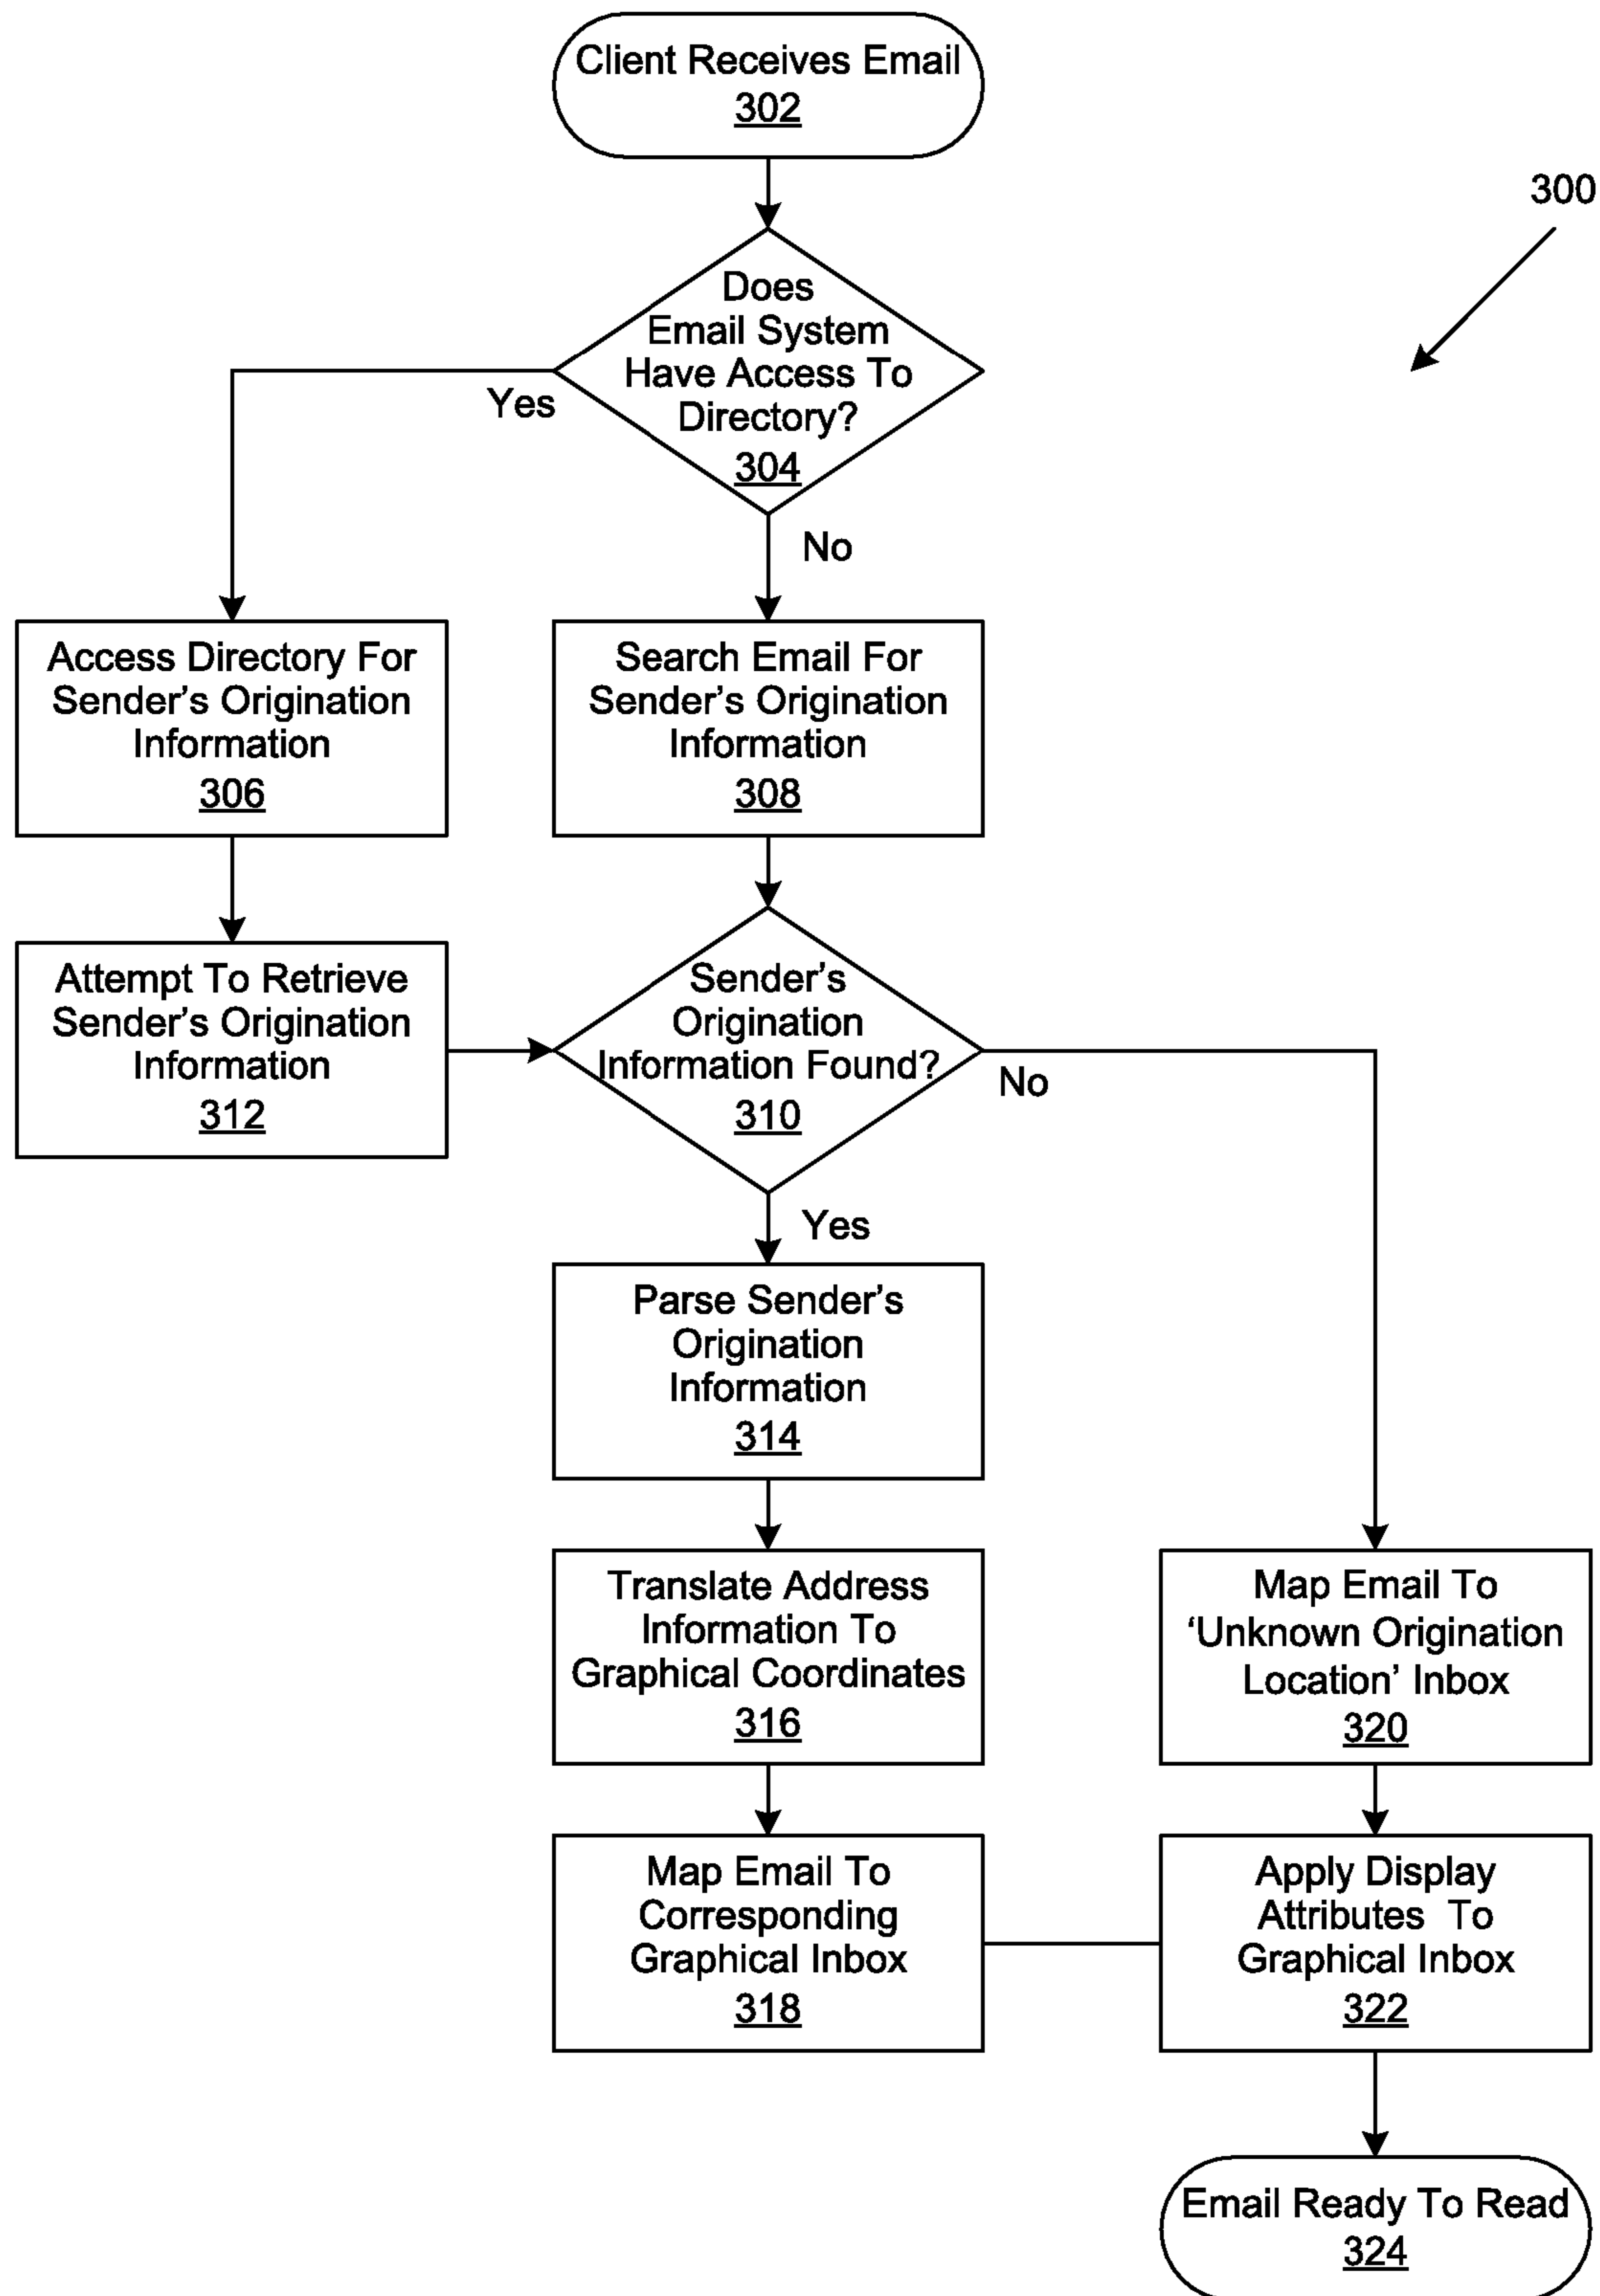 Client Receives Email
302
300
Does
Email System
Have Access To
Directory?
304
Yes
No
Access Directory For
Sender's Origination
Information
306
Search Email For
Sender's Origination
Information
308
Attempt To Retrieve
Sender's Origination
Information
312
Sender's
Origination
Information Found?
310
No
Yes
Parse Sender's
Origination
Information
314
Translate Address
Information To
Graphical Coordinates
316
Map Email To
‘Unknown Origination
Location’ Inbox
320
Map Email To
Corresponding
Graphical Inbox
318
Apply Display
Attributes To
Graphical Inbox
322
Email Ready To Read
324